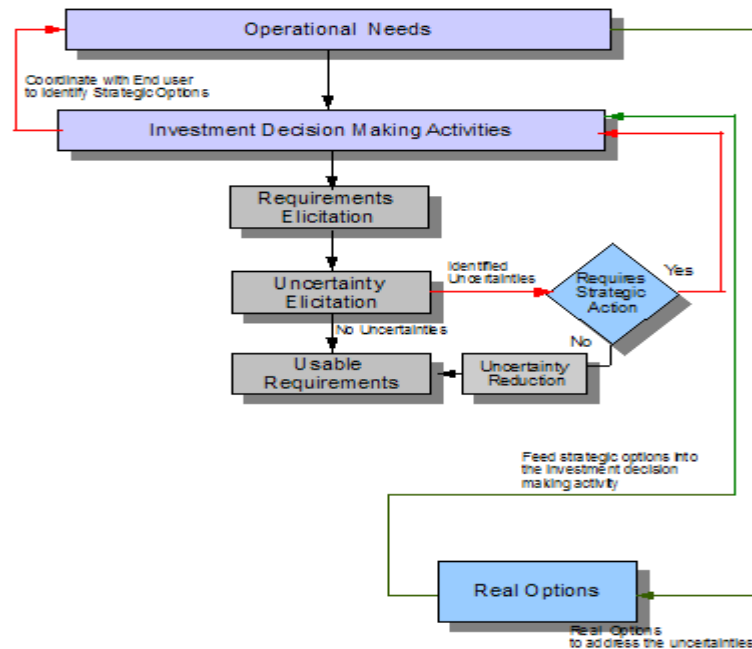 Operational Needs
Coordinate with End user
to Identify Strategic Options
Investment Decision Making Activities
Requirements
Elicitation
Uncertainty
Elicitation
Identified
Uncertainties
Requires
Strategic
Action
Yes
No Uncertainties
No
Usable
Requirements
Uncertainty
Reduction
Feed strategic options into
the investment decision
making activity
Real Options
Real Options
to address the uncertainties